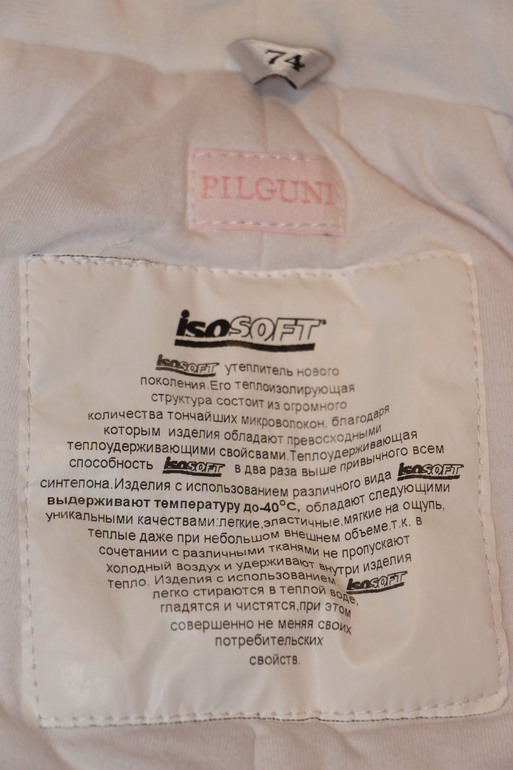 74
PILGUNI
isoSOFT
isoSOFT утеплитель нового
поколения.Его теплоизолирующая
структура состоит из огромного
количества тончайших микроволокон, благодаря
которым изделия обладают превосходными
теплоудерживающими свойсвами.Теплоудерживающая
способность isoSOFT в два раза выше привычного всем
синтепона.Изделия с использованием различного вида isoSOFT
выдерживают температуру до-40°С, обладают следующими
уникальными качествами:легкие,эластичные,мягкие на ощупь,
теплые даже при небольшом внешнем объеме,т.к. в
сочетании с различными тканями не пропускают
холодный воздух и удерживают внутри изделия
тепло. Изделия с использованием isoSOFT
легко стираются в теплой воде,
гладятся и чистятся,при этом
совершенно не меняя своих
потребительских
свойств.